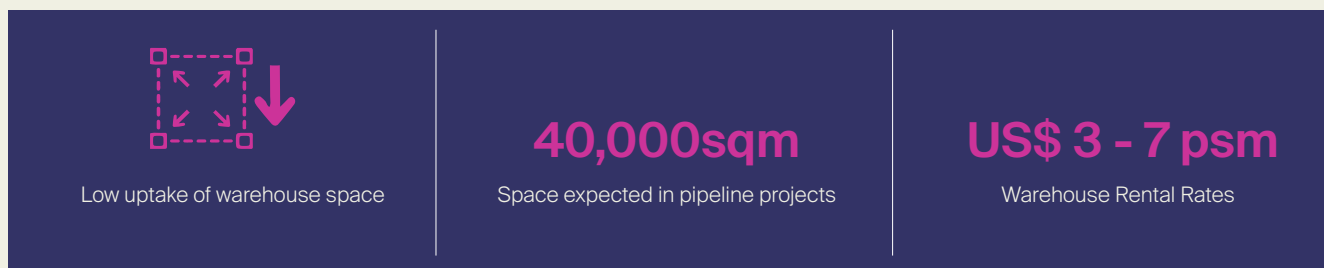 Low uptake of warehouse space
40,000sqm
Space expected in pipeline projects
US$ 3 - 7 psm
Warehouse Rental Rates